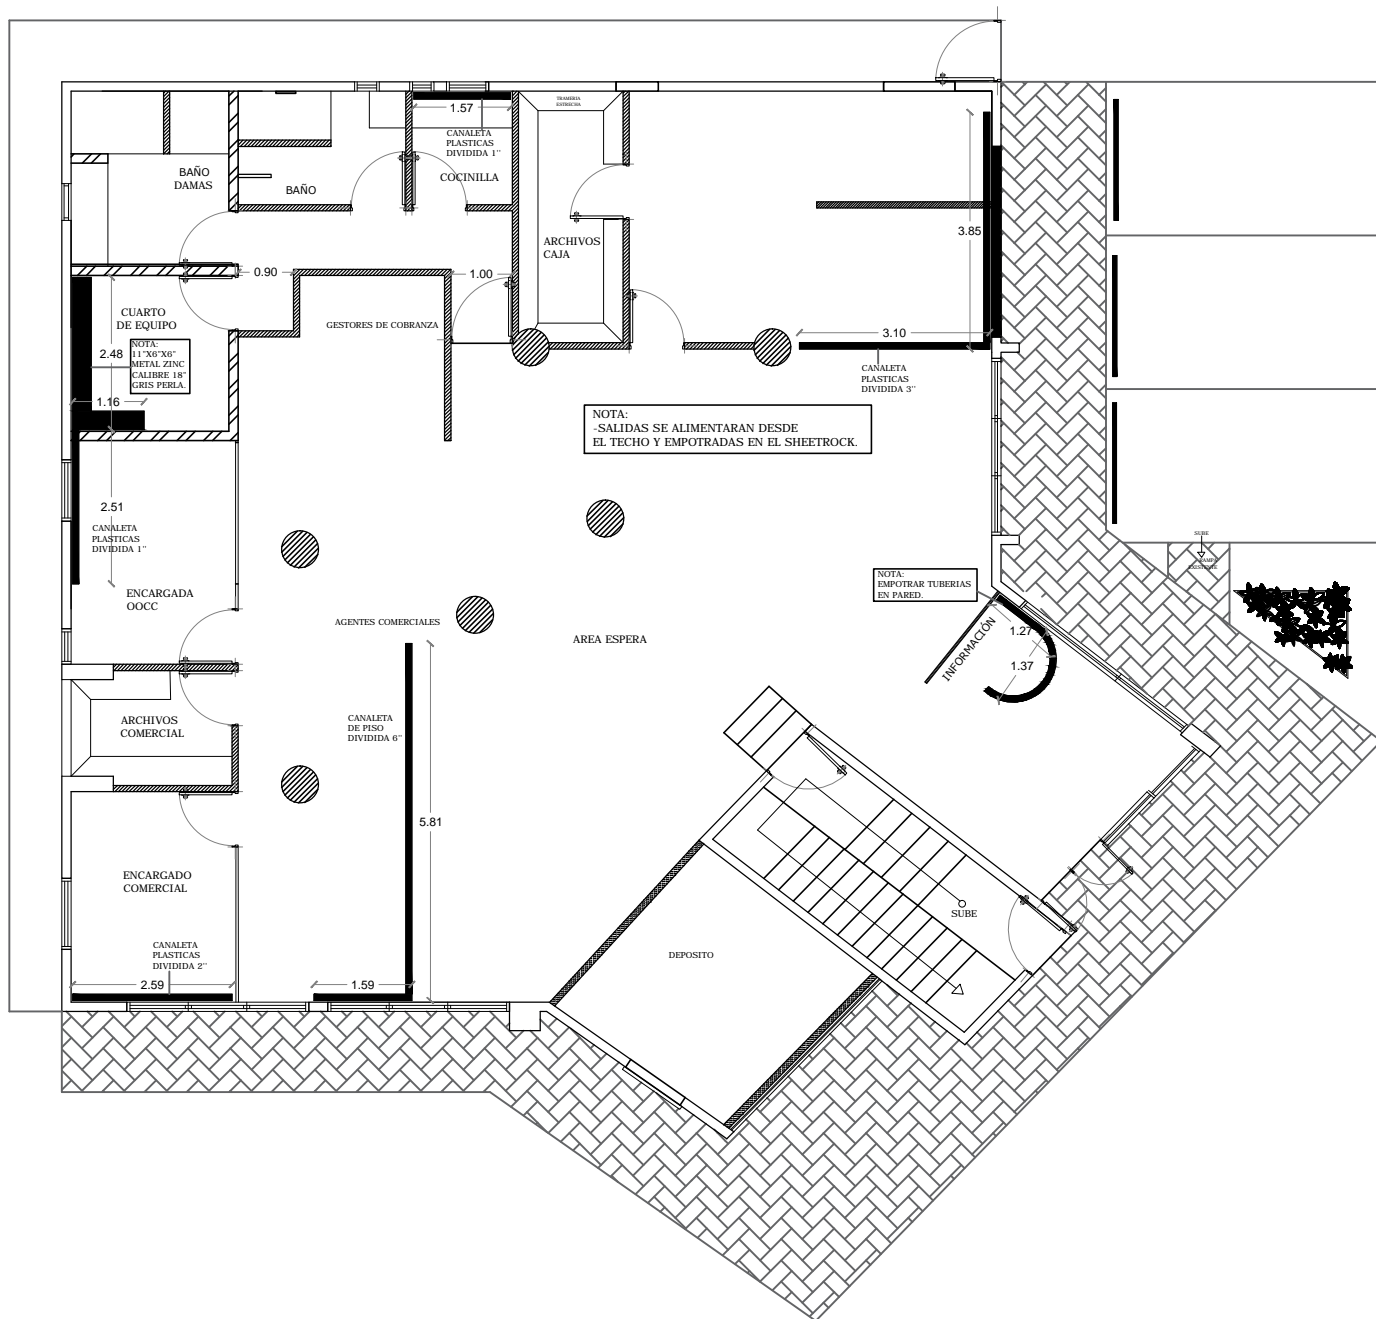 TRAMERIA
ESTRECHA
1.57
CANALETA
PLASTICAS
DIVIDIDA 1"
COCINILLA
BAÑO
DAMAS
BAÑO
3.85
ARCHIVOS
CAJA
0.90
1.00
CUARTO
DE EQUIPO
GESTORES DE COBRANZA
NOTA:
11"X6"X6"
METAL ZINC
CALIBRE 18"
GRIS PERLA.
2.48
1.16
3.10
CANALETA
PLASTICAS
DIVIDIDA 3"
NOTA:
-SALIDAS SE ALIMENTARAN DESDE
EL TECHO Y EMPOTRADAS EN EL SHEETROCK.
2.51
CANALETA
PLASTICAS
DIVIDIDA 1"
SUBE
RAMPA
EXISTENTE
NOTA:
EMPOTRAR TUBERIAS
EN PARED.
ENCARGADA
OOCC
AGENTES COMERCIALES
AREA ESPERA
INFORMACIÓN
1.27
1.37
ARCHIVOS
COMERCIAL
CANALETA
DE PISO
DIVIDIDA 6"
5.81
ENCARGADO
COMERCIAL
SUBE
CANALETA
PLASTICAS
DIVIDIDA 2"
DEPOSITO
2.59
1.59